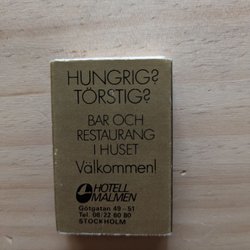 HUNGRIG?
TÖRSTIG?
BAR OCH
RESTAURANG
I HUSET
Välkommen!
HOTELL
MALMEN
Götgatan 49-51
Tel. 08/22 60 80
STOCKHOLM